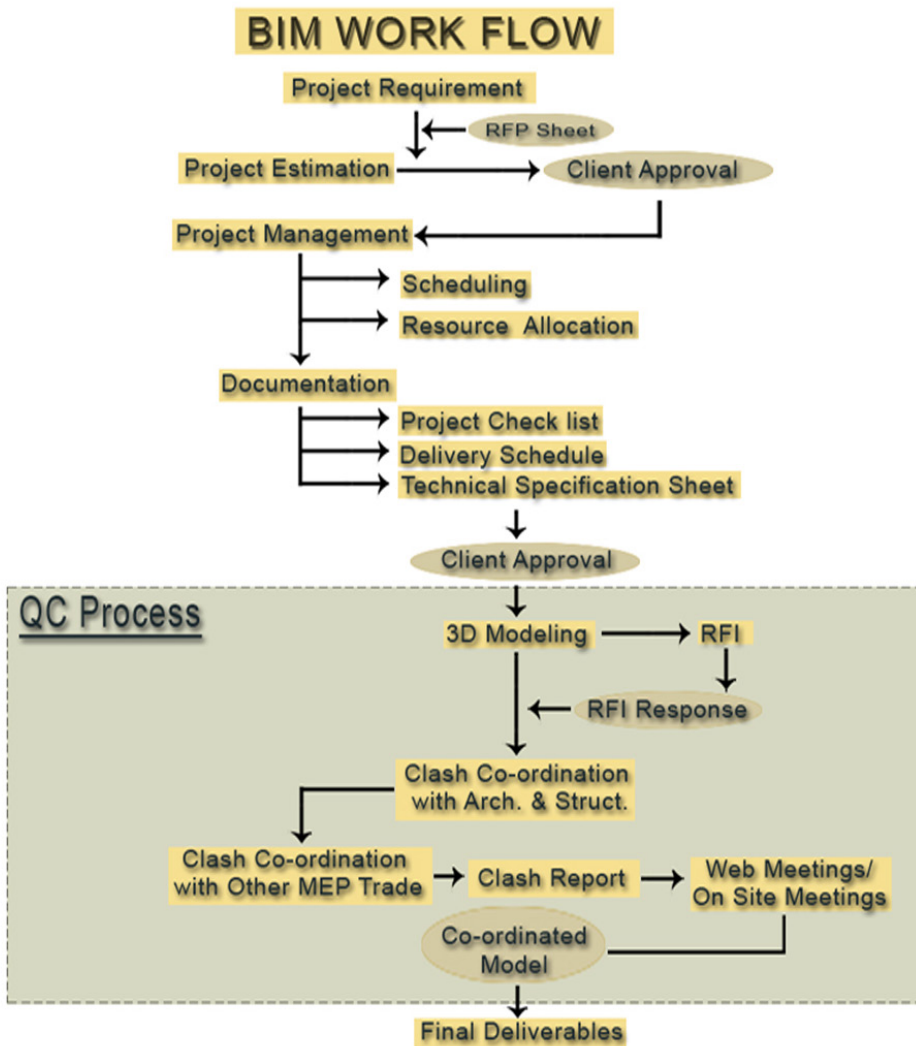 BIM WORK FLOW
Project Requirement
RFP Sheet
Project Estimation
Client Approval
Project Management
Scheduling
Resource Allocation
Documentation
Project Check list
Delivery Schedule
Technical Specification Sheet
Client Approval
QC Process
3D Modeling
RFI
RFI Response
Clash Co-ordination
with Arch. & Struct.
Clash Co-ordination
with Other MEP Trade
Clash Report
Web Meetings/
On Site Meetings
Co-ordinated
Model
Final Deliverables